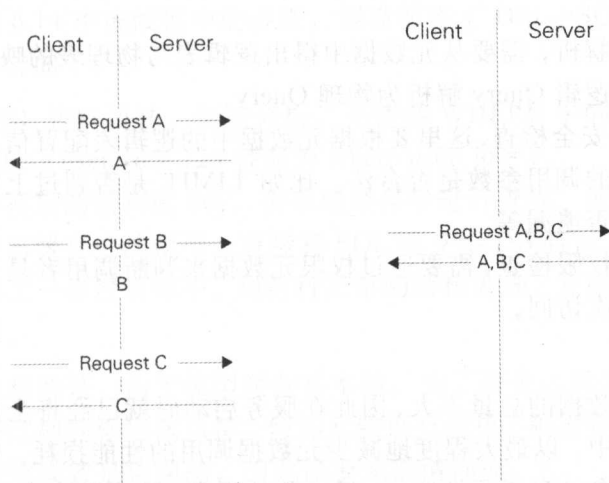 Client Server
Request A
A
Request B
B
Request C
C
Client Server
Request A,B,C
A,B,C